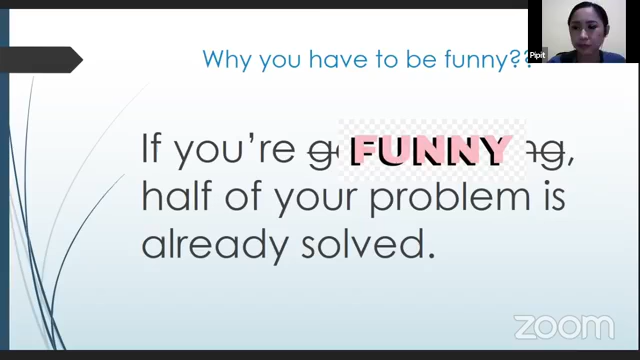 Why you have to be funny??
Pipit
If you're FUNNY,
half of your problem is
already solved.
zoom